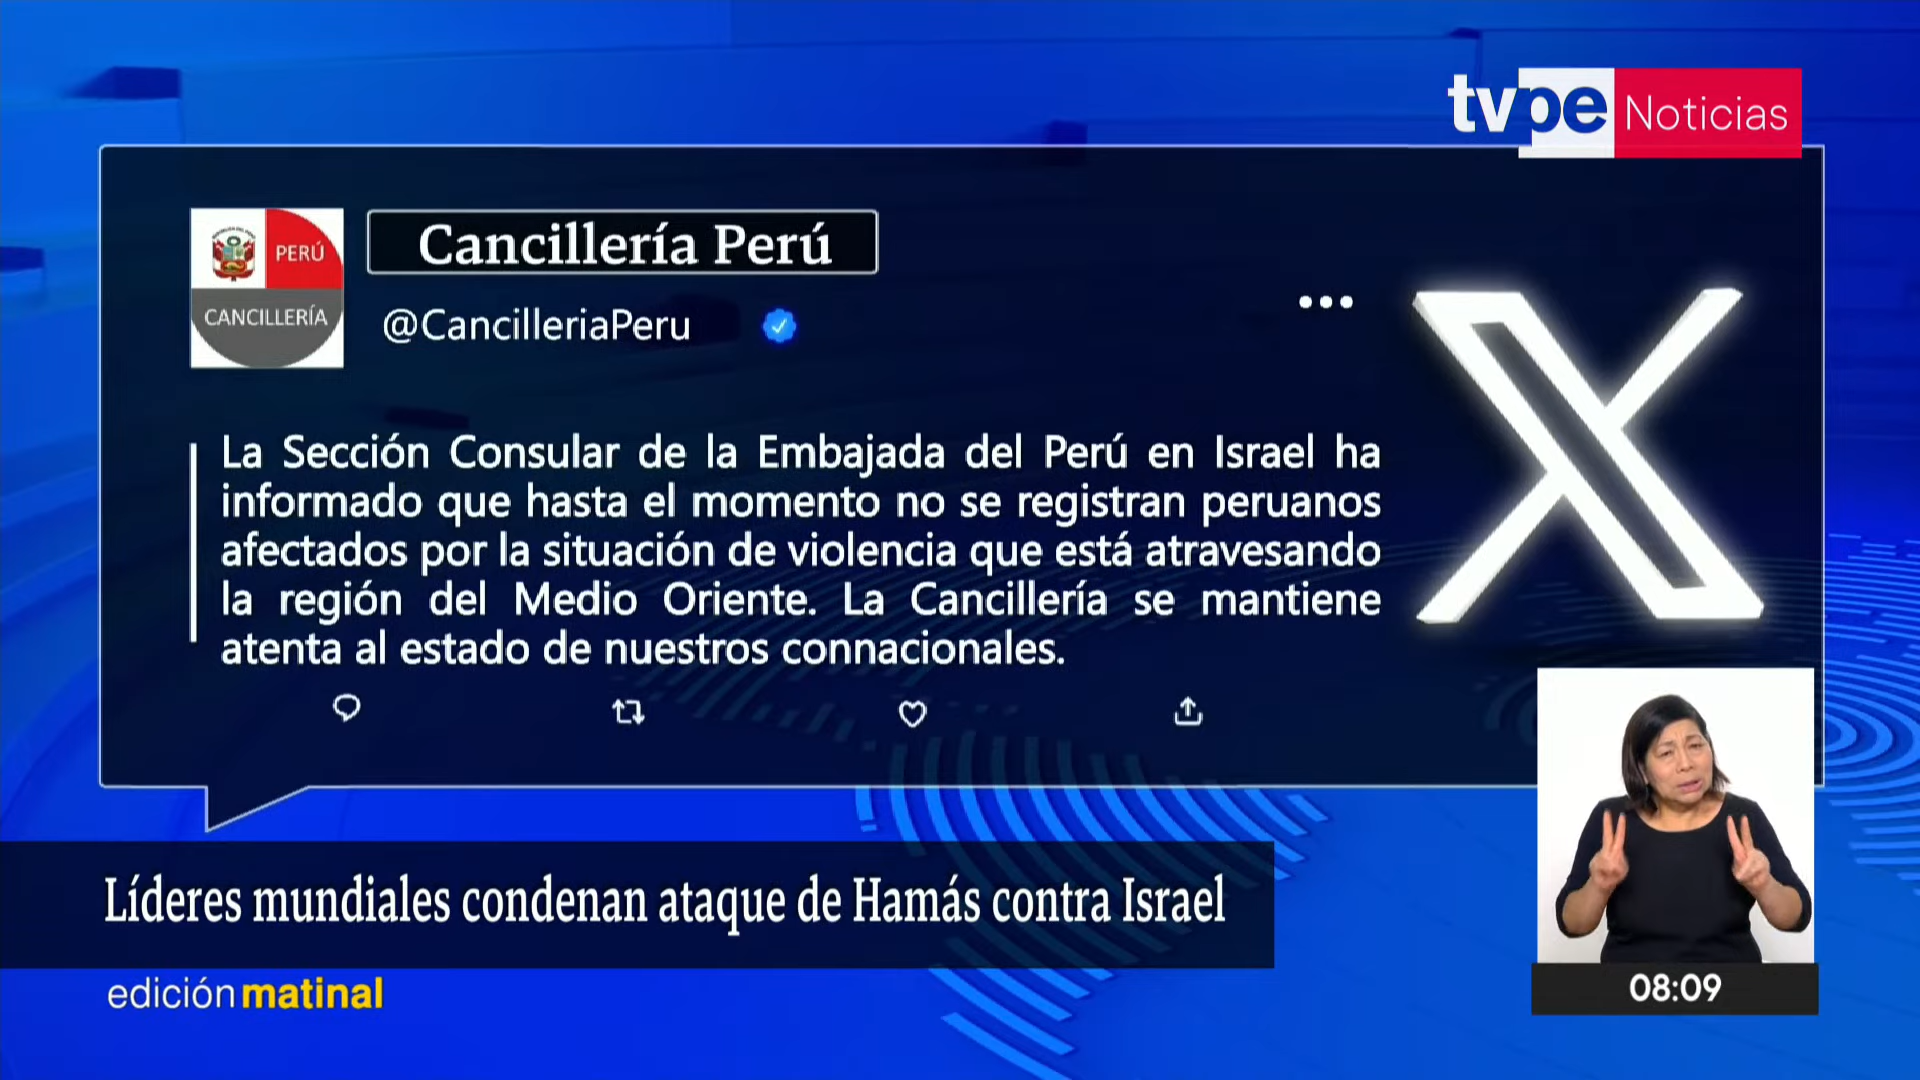 tvpe Noticias
PERÚ
CANCILLERÍA
Cancillería Perú
@CancilleriaPeru
La Sección Consular de la Embajada del Perú en Israel ha
informado que hasta el momento no se registran peruanos
afectados por la situación de violencia que está atravesando
la región del Medio Oriente. La Cancillería se mantiene
atenta al estado de nuestros connacionales.
Líderes mundiales condenan ataque de Hamás contra Israel
edición matinal
08:09